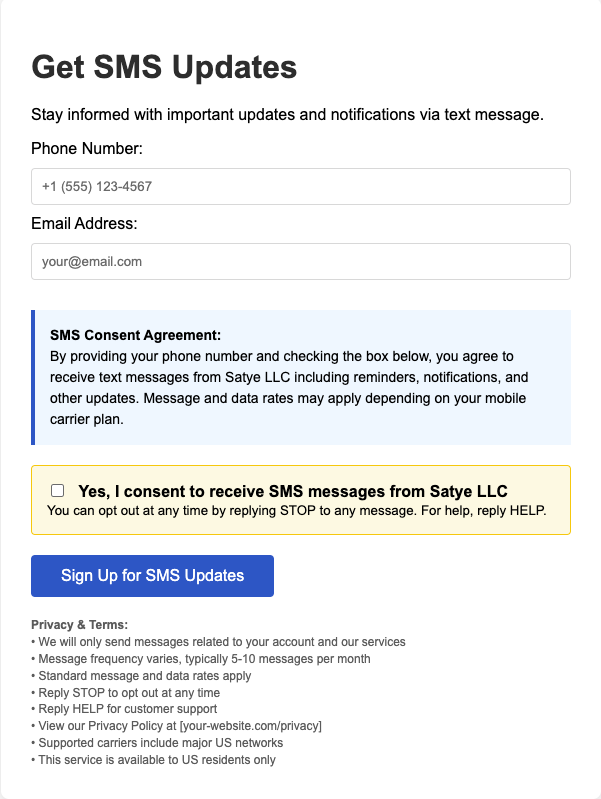 Get SMS Updates
Stay informed with important updates and notifications via text message.
Phone Number:
+1 (555) 123-4567
Email Address:
your@email.com
SMS Consent Agreement:
By providing your phone number and checking the box below, you agree to
receive text messages from Satye LLC including reminders, notifications, and
other updates. Message and data rates may apply depending on your mobile
carrier plan.
Yes, I consent to receive SMS messages from Satye LLC
You can opt out at any time by replying STOP to any message. For help, reply HELP.
Sign Up for SMS Updates
Privacy & Terms:
• We will only send messages related to your account and our services
• Message frequency varies, typically 5-10 messages per month
• Standard message and data rates apply
• Reply STOP to opt out at any time
• Reply HELP for customer support
• View our Privacy Policy at [your-website.com/privacy]
• Supported carriers include major US networks
• This service is available to US residents only